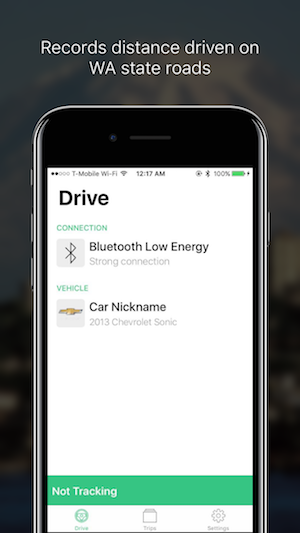 Records distance driven on
WA state roads
T-Mobile Wi-Fi 12:17 AM 100%
Drive
CONNECTION
Bluetooth Low Energy
Strong connection
VEHICLE
Car Nickname
2013 Chevrolet Sonic
Not Tracking
Drive Trips Settings